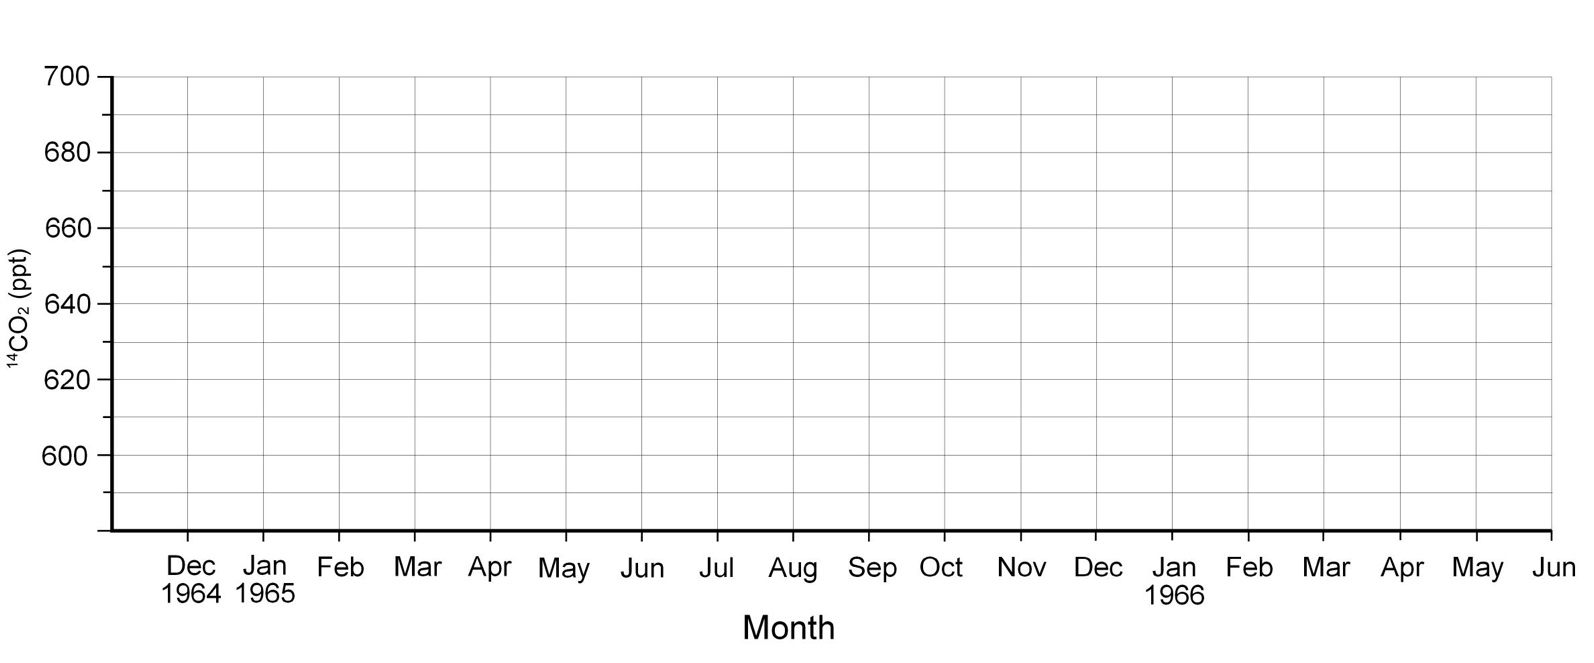 700
680
660
640
620
600
¹⁴CO₂ (ppt)
Dec Jan Feb Mar Apr May Jun Jul Aug Sep Oct Nov Dec Jan Feb Mar Apr May Jun
1964 1965 1966
Month